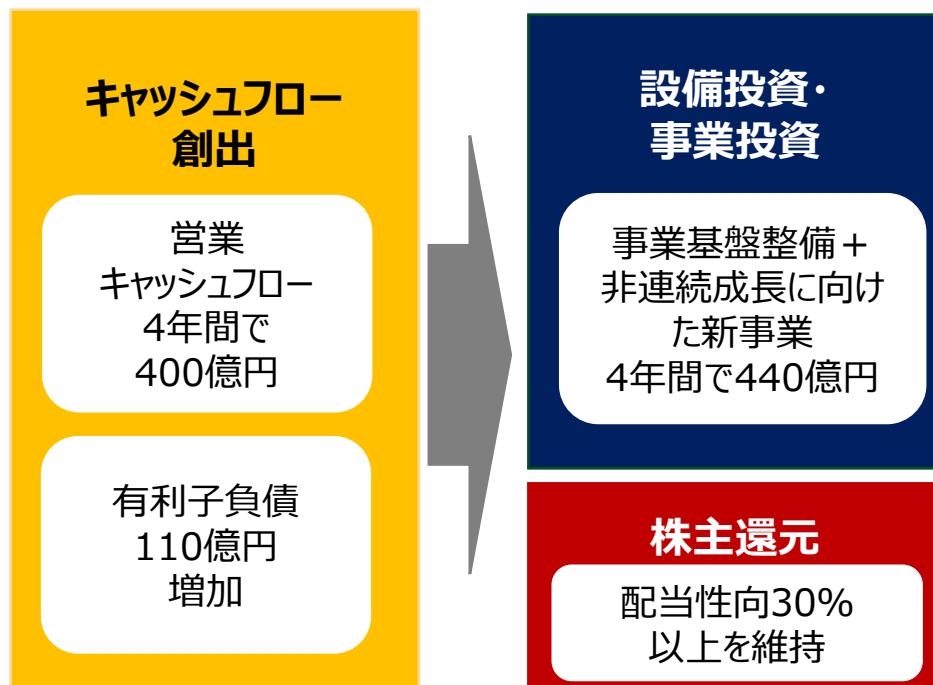 キャッシュフロー
創出
営業
キャッシュフロー
4年間で
400億円
有利子負債
110億円
増加
設備投資・
事業投資
事業基盤整備＋
非連続成長に向け
た新事業
4年間で440億円
株主還元
配当性向30%
以上を維持